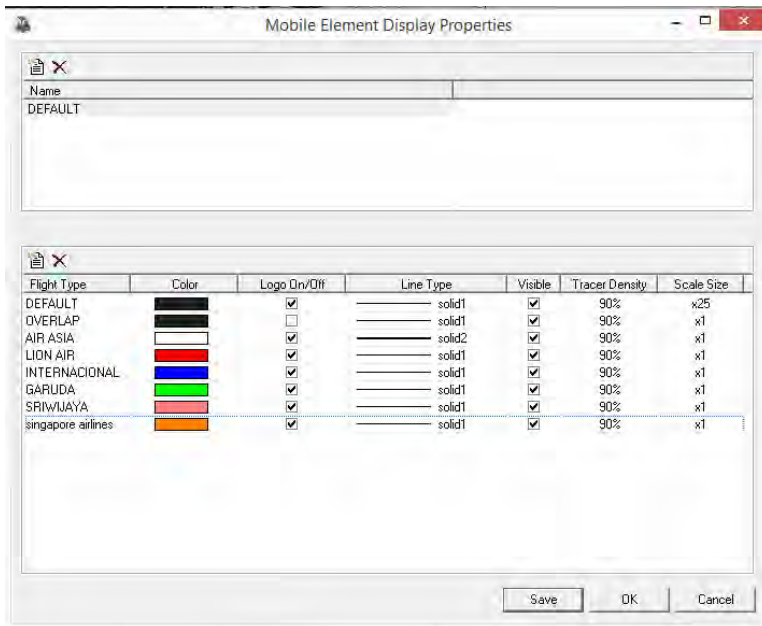 Mobile Element Display Properties
Name
DEFAULT
Flight Type Color Logo On/Off Line Type Visible Tracer Density Scale Size
DEFAULT solid1 90% x25
OVERLAP solid1 90% x1
AIR ASIA solid2 90% x1
LION AIR solid1 90% x1
INTERNACIONAL solid1 90% x1
GARUDA solid1 90% x1
SRIWIJAYA solid1 90% x1
singapore airlines solid1 90% x1
Save OK Cancel